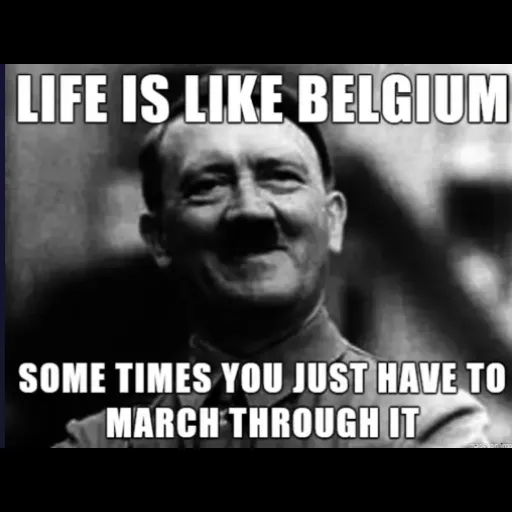 LIFE IS LIKE BELGIUM
SOME TIMES YOU JUST HAVE TO
MARCH THROUGH IT